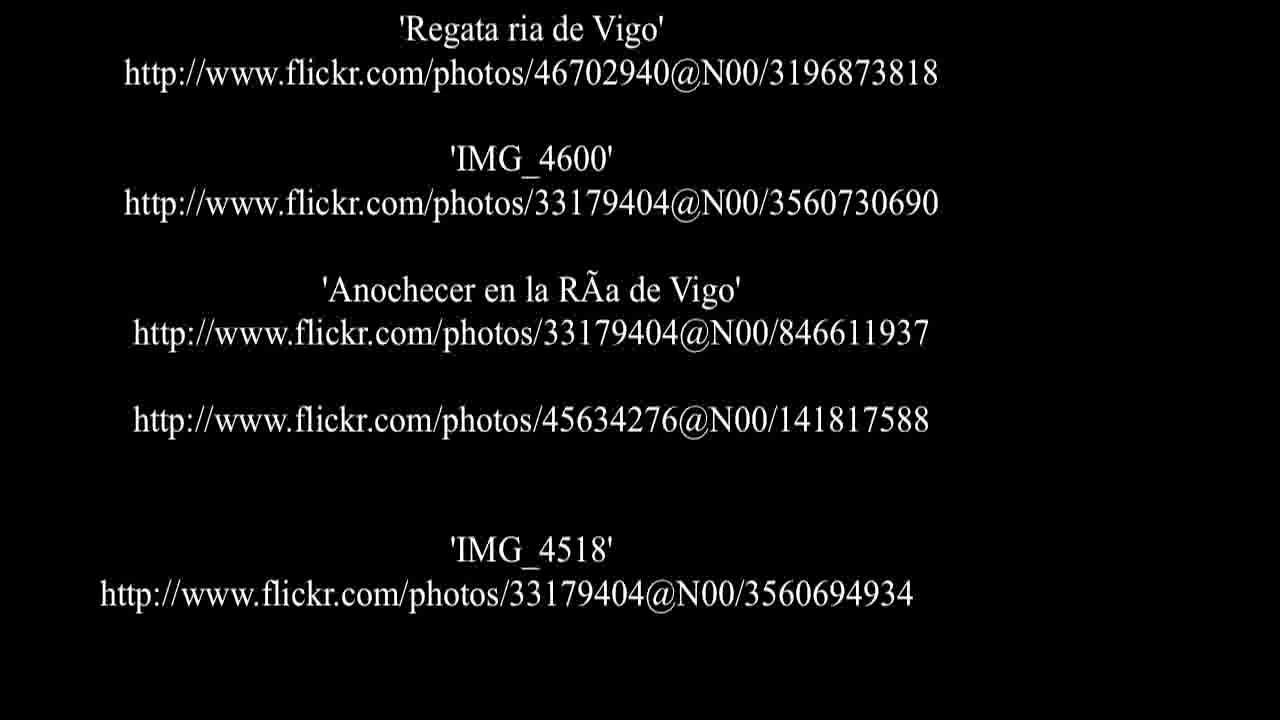 'Regata ria de Vigo'
http://www.flickr.com/photos/46702940@N00/3196873818
'IMG_4600'
http://www.flickr.com/photos/33179404@N00/3560730690
'Anochecer en la RÃa de Vigo'
http://www.flickr.com/photos/33179404@N00/846611937
http://www.flickr.com/photos/45634276@N00/141817588
'IMG_4518'
http://www.flickr.com/photos/33179404@N00/3560694934